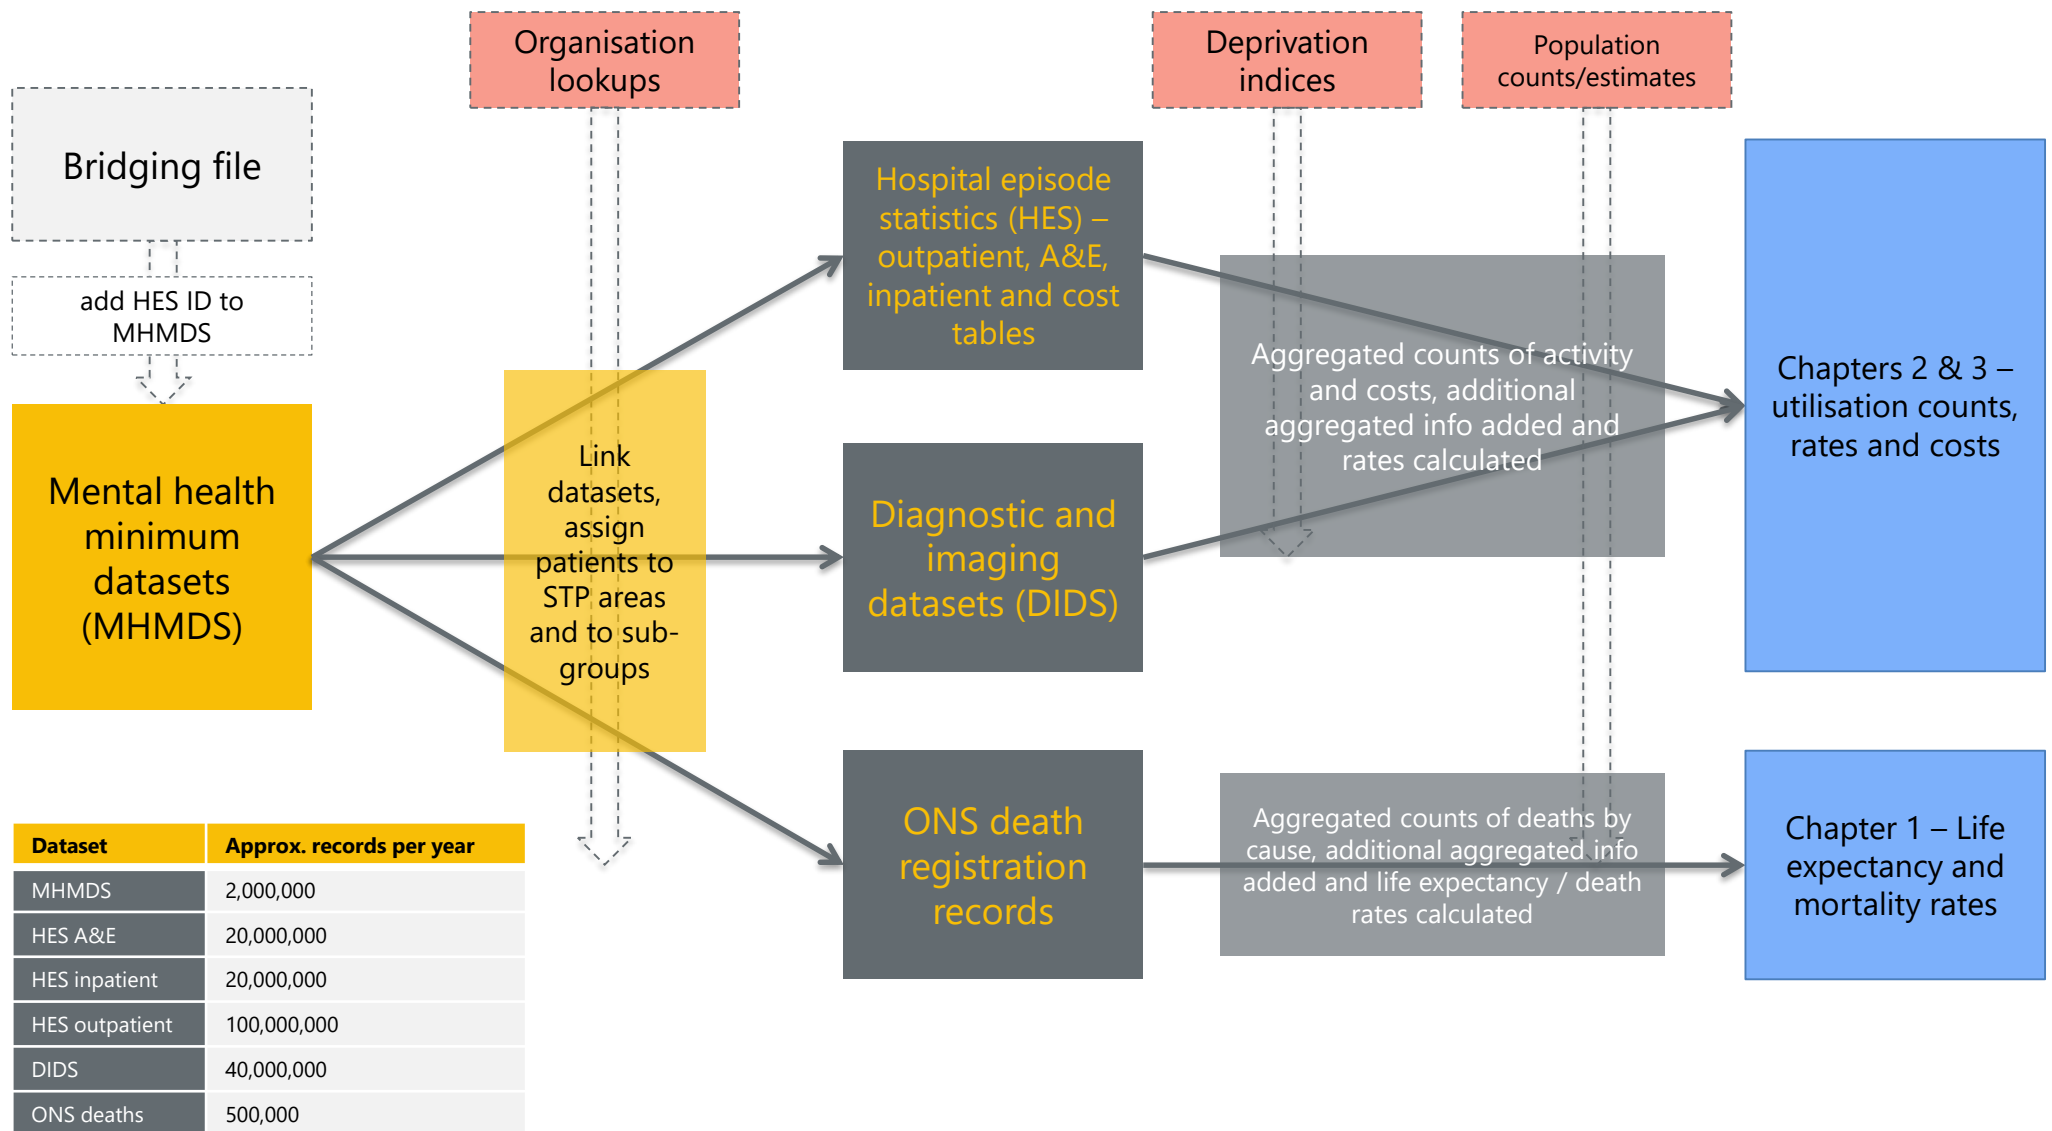 Organisation
lookups
Deprivation
indices
Population
counts/estimates
Bridging file
add HES ID to
MHMDS
Mental health
minimum
datasets
(MHMDS)
Link
datasets,
assign
patients to
STP areas
and to sub-
groups
Hospital episode
statistics (HES) –
outpatient, A&E,
inpatient and cost
tables
Diagnostic and
imaging
datasets (DIDS)
ONS death
registration
records
Aggregated counts of activity
and costs, additional
aggregated info added and
rates calculated
Aggregated counts of deaths by
cause, additional aggregated info
added and life expectancy / death
rates calculated
Chapters 2 & 3 –
utilisation counts,
rates and costs
Chapter 1 – Life
expectancy and
mortality rates
Dataset Approx. records per year
MHMDS 2,000,000
HES A&E 20,000,000
HES inpatient 20,000,000
HES outpatient 100,000,000
DIDS 40,000,000
ONS deaths 500,000